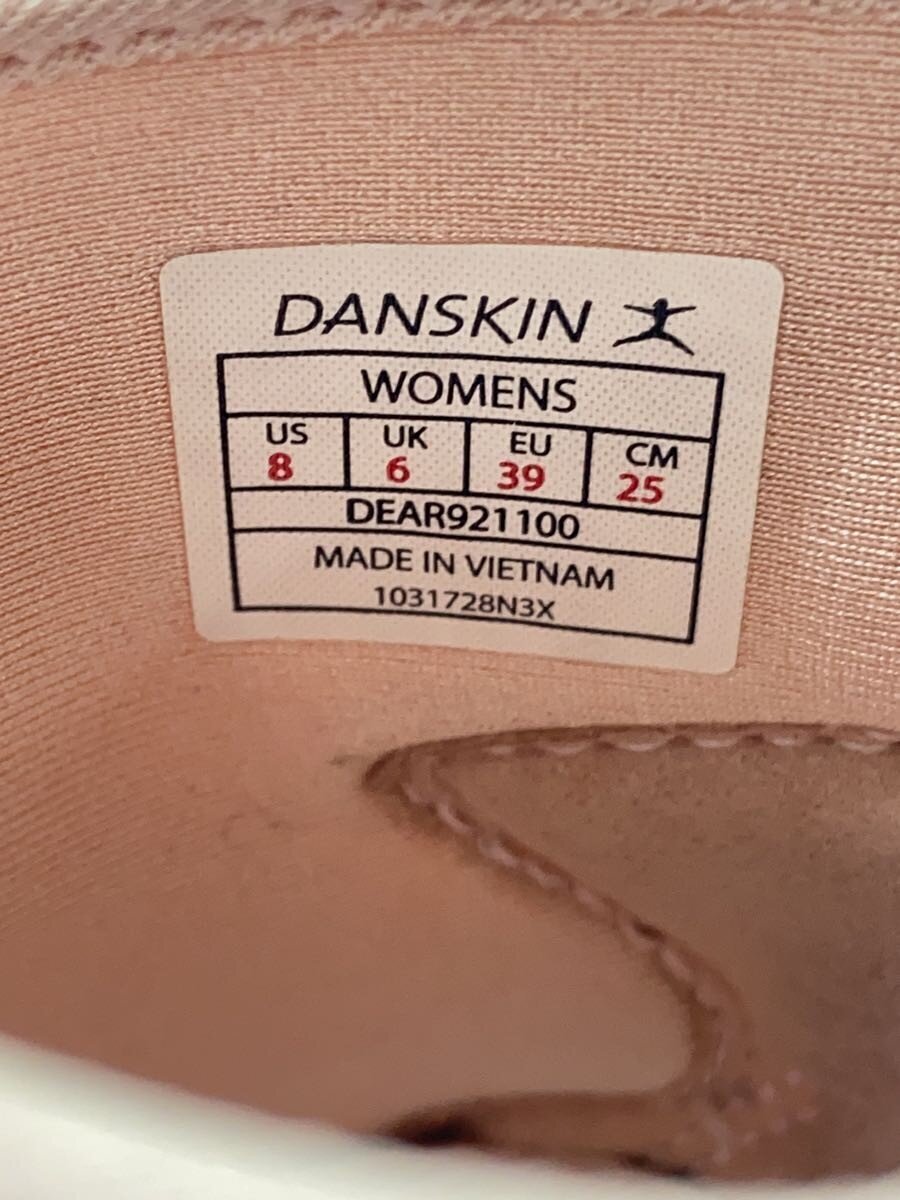 DANSKIN
WOMENS
US UK EU CM
8 6 39 25
DEAR921100
MADE IN VIETNAM
1031728N3X